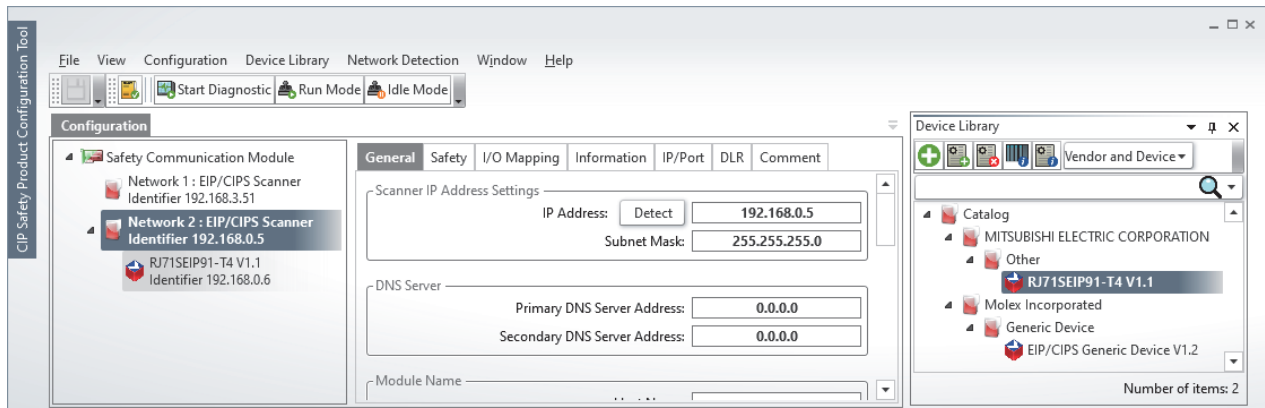 CIP Safety Product Configuration Tool
File View Configuration Device Library Network Detection Window Help
Start Diagnostic Run Mode Idle Mode
Configuration
Safety Communication Module
Network 1 : EIP/CIPS Scanner
Identifier 192.168.3.51
Network 2 : EIP/CIPS Scanner
Identifier 192.168.0.5
RJ71SEIP91-T4 V1.1
Identifier 192.168.0.6
General Safety I/O Mapping Information IP/Port DLR Comment
Scanner IP Address Settings
IP Address: Detect 192.168.0.5
Subnet Mask: 255.255.255.0
DNS Server
Primary DNS Server Address: 0.0.0.0
Secondary DNS Server Address: 0.0.0.0
Module Name
Device Library
Vendor and Device
Catalog
MITSUBISHI ELECTRIC CORPORATION
Other
RJ71SEIP91-T4 V1.1
Molex Incorporated
Generic Device
EIP/CIPS Generic Device V1.2
Number of items: 2